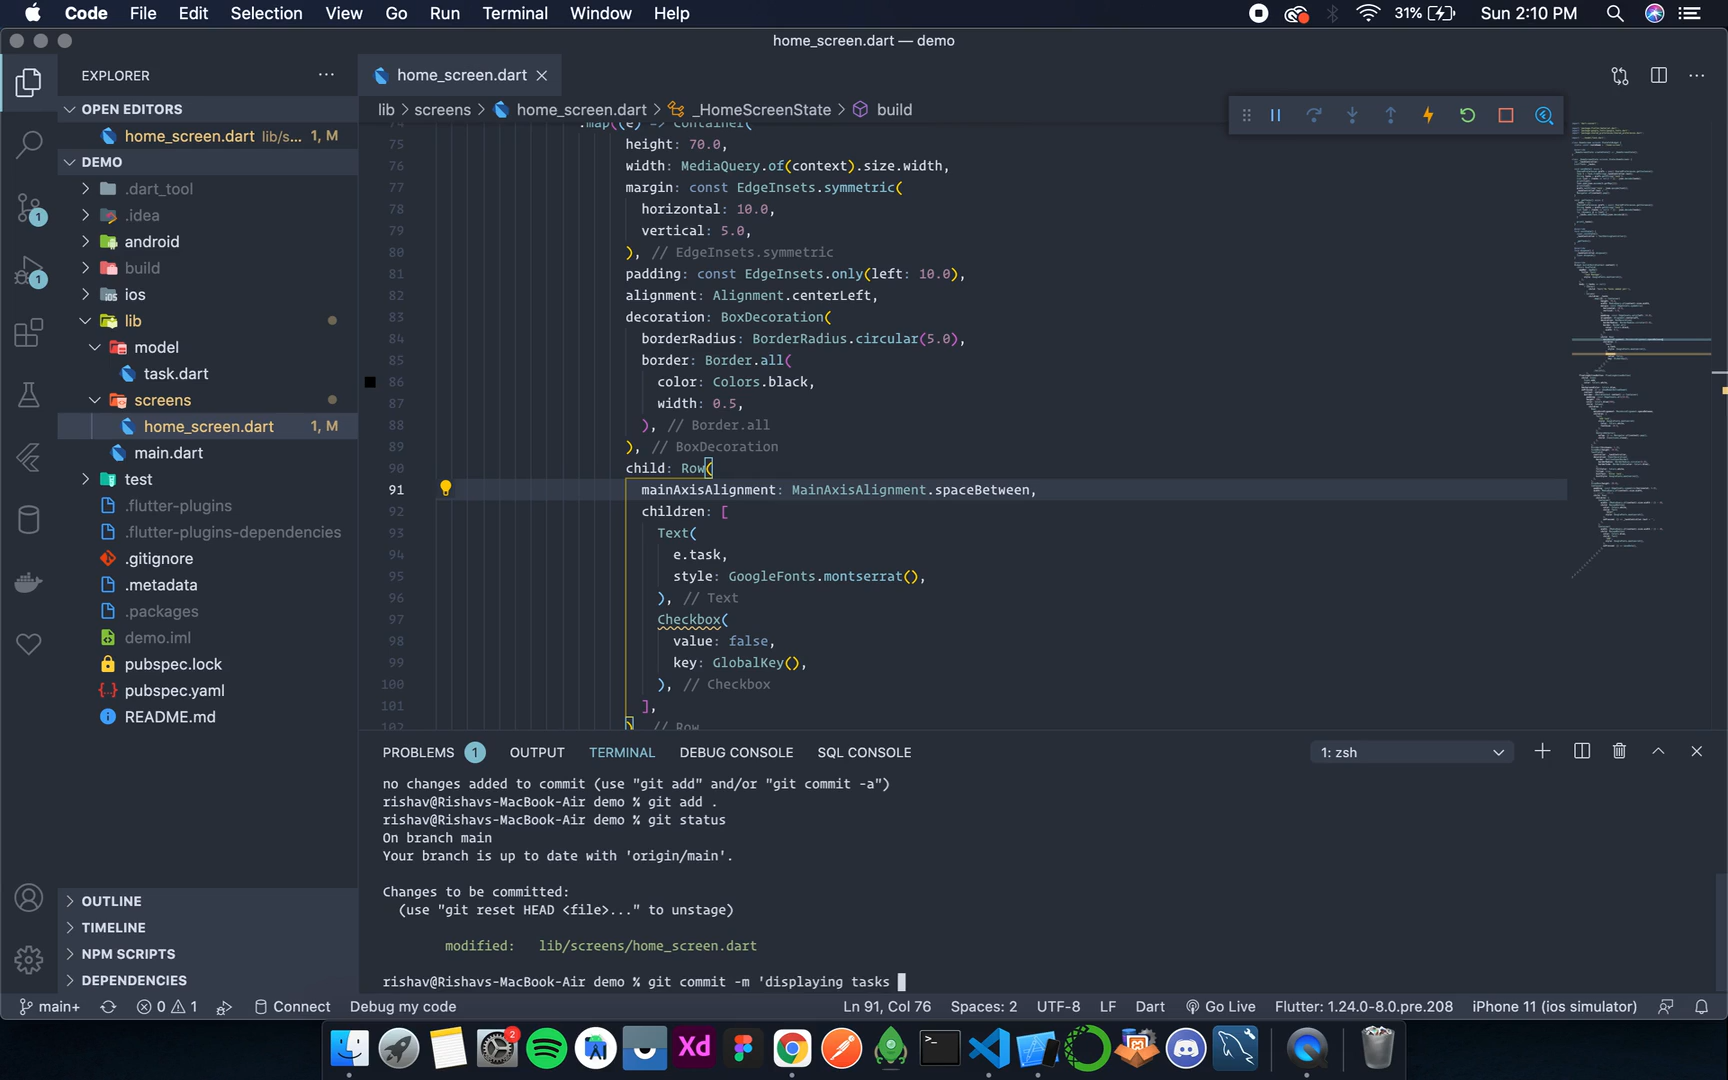 Code File Edit Selection View Go Run Terminal Window Help
31% Sun 2:10 PM
home_screen.dart — demo
EXPLORER
OPEN EDITORS
home_screen.dart lib/s... 1, M
DEMO
.dart_tool
.idea
android
build
ios
lib
model
task.dart
screens
home_screen.dart 1, M
main.dart
test
.flutter-plugins
.flutter-plugins-dependencies
.gitignore
.metadata
.packages
demo.iml
pubspec.lock
pubspec.yaml
README.md
OUTLINE
TIMELINE
NPM SCRIPTS
DEPENDENCIES
1
1
home_screen.dart
lib > screens > home_screen.dart > _HomeScreenState > build
74 .map((e) => Container(
75 height: 70.0,
76 width: MediaQuery.of(context).size.width,
77 margin: const EdgeInsets.symmetric(
78 horizontal: 10.0,
79 vertical: 5.0,
80 ), // EdgeInsets.symmetric
81 padding: const EdgeInsets.only(left: 10.0),
82 alignment: Alignment.centerLeft,
83 decoration: BoxDecoration(
84 borderRadius: BorderRadius.circular(5.0),
85 border: Border.all(
86 color: Colors.black,
87 width: 0.5,
88 ), // Border.all
89 ), // BoxDecoration
90 child: Row(
91 mainAxisAlignment: MainAxisAlignment.spaceBetween,
92 children: [
93 Text(
94 e.task,
95 style: GoogleFonts.montserrat(),
96 ), // Text
97 Checkbox(
98 value: false,
99 key: GlobalKey(),
100 ), // Checkbox
101 ],
102 ) // Row
PROBLEMS 1 OUTPUT TERMINAL DEBUG CONSOLE SQL CONSOLE 1: zsh
no changes added to commit (use "git add" and/or "git commit -a")
rishav@Rishavs-MacBook-Air demo % git add .
rishav@Rishavs-MacBook-Air demo % git status
On branch main
Your branch is up to date with 'origin/main'.
Changes to be committed:
(use "git reset HEAD <file>..." to unstage)
modified: lib/screens/home_screen.dart
rishav@Rishavs-MacBook-Air demo % git commit -m 'displaying tasks
main+ 0 1 Connect Debug my code Ln 91, Col 76 Spaces: 2 UTF-8 LF Dart Go Live Flutter: 1.24.0-8.0.pre.208 iPhone 11 (ios simulator)
2
Xd